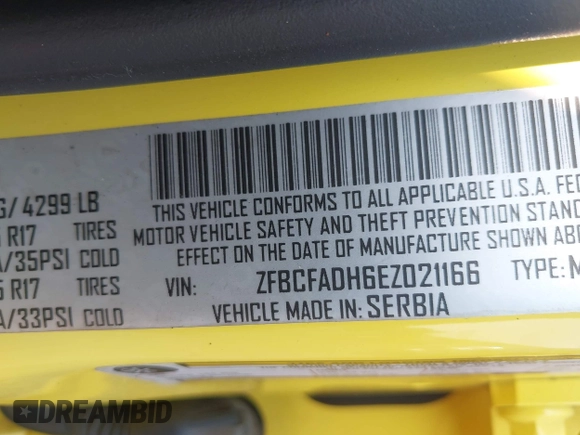 G/ 4299 LB
THIS VEHICLE CONFORMS TO ALL APPLICABLE U.S.A. FED
R17 TIRES
MOTOR VEHICLE SAFETY AND THEFT PREVENTION STAN
A/35PSI COLD
EFFECT ON THE DATE OF MANUFACTURE SHOWN ABO
R17 TIRES
VIN: ZFBCFADH6EZ021166 TYPE:M
A/33PSI COLD
VEHICLE MADE IN: SERBIA
DREAMBID